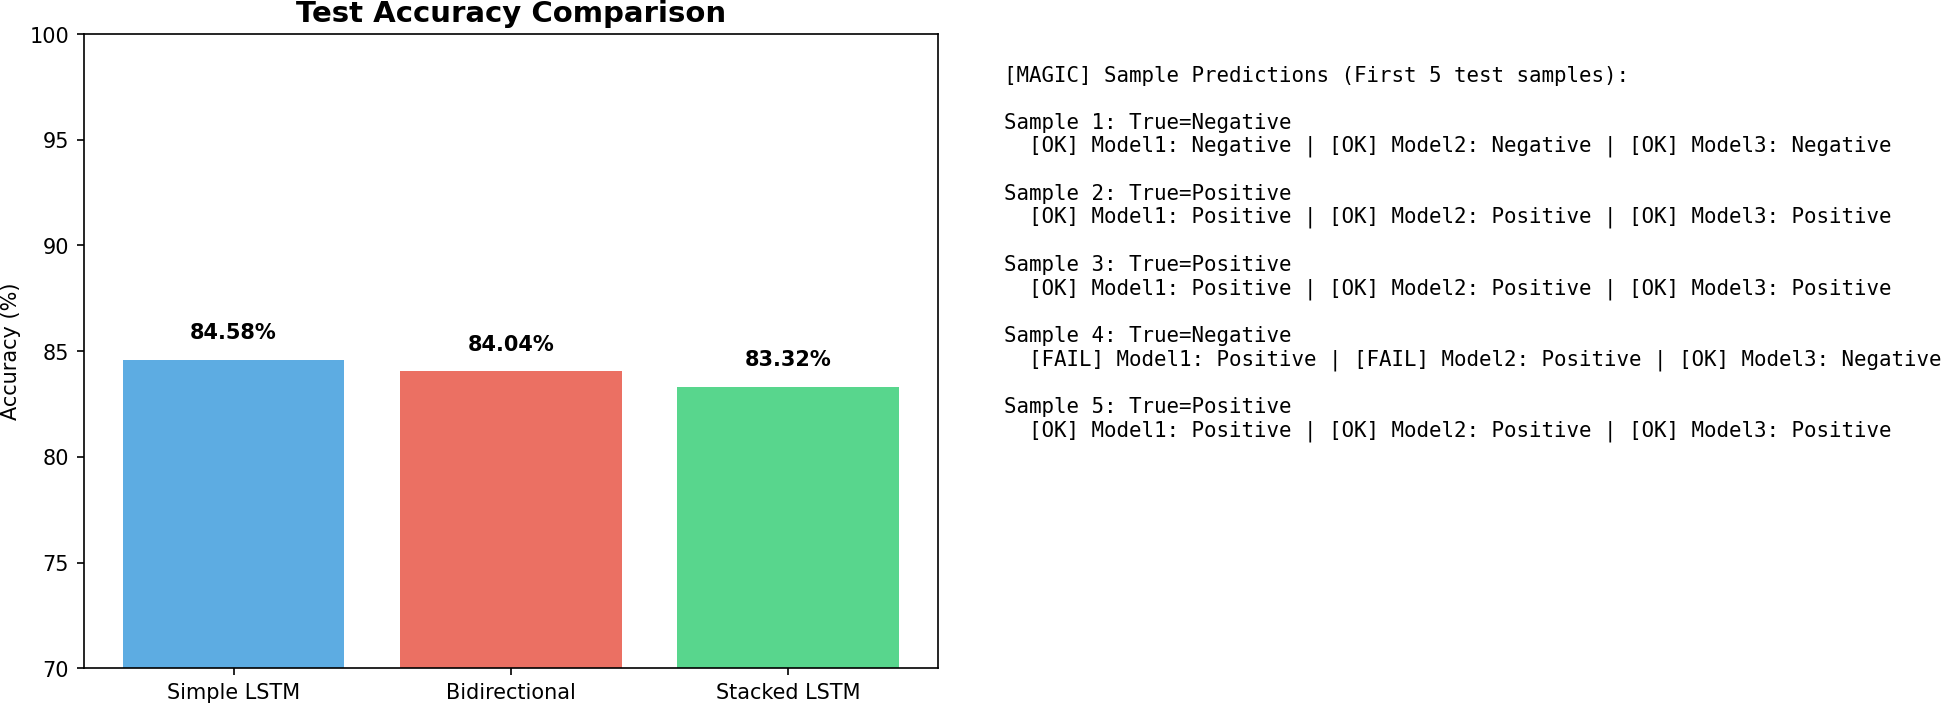 Test Accuracy Comparison
100
95
90
85
80
75
70
Accuracy (%)
84.58%
84.04%
83.32%
Simple LSTM
Bidirectional
Stacked LSTM
[MAGIC] Sample Predictions (First 5 test samples):
Sample 1: True=Negative
[OK] Model1: Negative | [OK] Model2: Negative | [OK] Model3: Negative
Sample 2: True=Positive
[OK] Model1: Positive | [OK] Model2: Positive | [OK] Model3: Positive
Sample 3: True=Positive
[OK] Model1: Positive | [OK] Model2: Positive | [OK] Model3: Positive
Sample 4: True=Negative
[FAIL] Model1: Positive | [FAIL] Model2: Positive | [OK] Model3: Negative
Sample 5: True=Positive
[OK] Model1: Positive | [OK] Model2: Positive | [OK] Model3: Positive